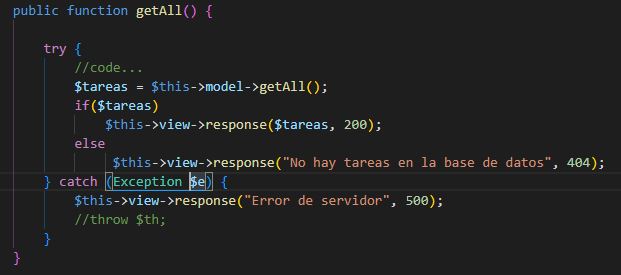 public function getAll() {
try {
//code...
$tareas = $this->model->getAll();
if($tareas)
$this->view->response($tareas, 200);
else
$this->view->response("No hay tareas en la base de datos", 404);
} catch (Exception $e) {
$this->view->response("Error de servidor", 500);
//throw $th;
}
}